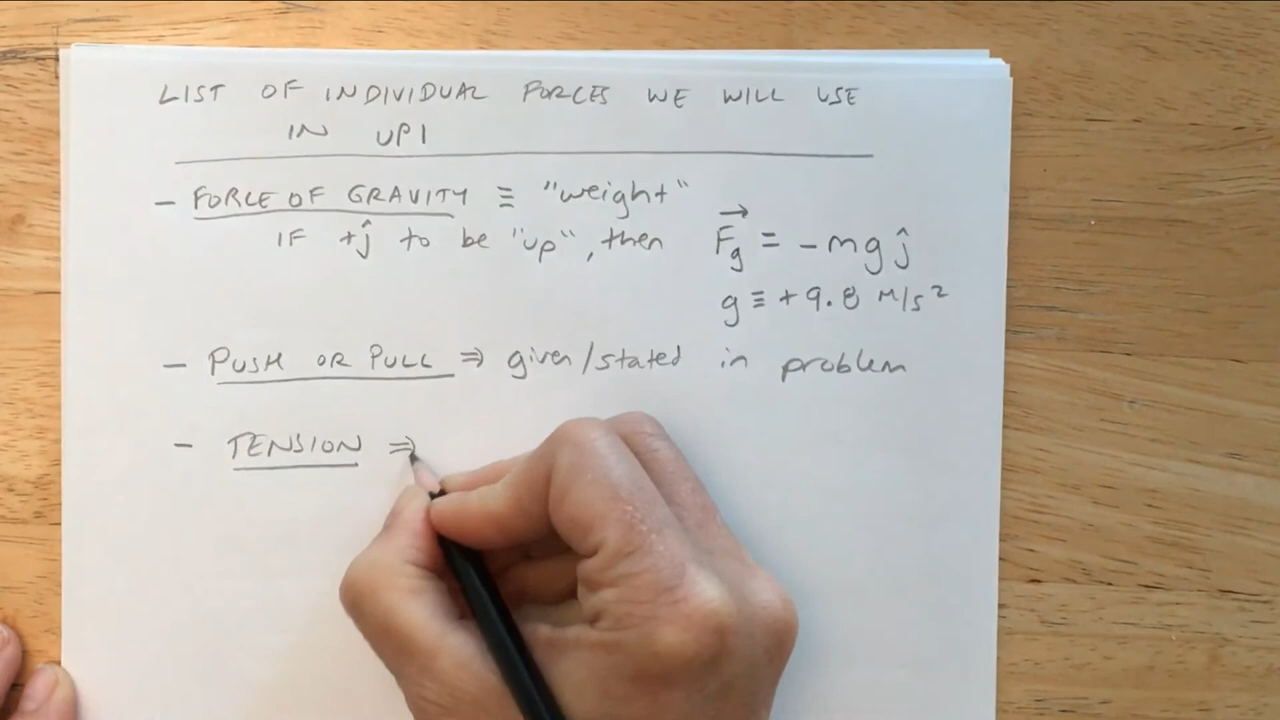 LIST OF INDIVIDUAL FORCES WE WILL USE
IN UP1
- FORCE OF GRAVITY ≡ "weight"
IF +ĵ to be "up", then F⃗g = -mgĵ
g ≡ +9.8 M/s²
- PUSH OR PULL ⇒ given/stated in problem
- TENSION ⇒